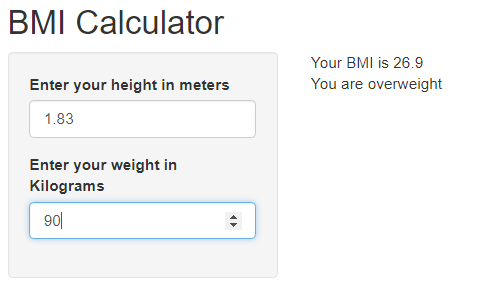 BMI Calculator
Enter your height in meters
1.83
Enter your weight in
Kilograms
90
Your BMI is 26.9
You are overweight